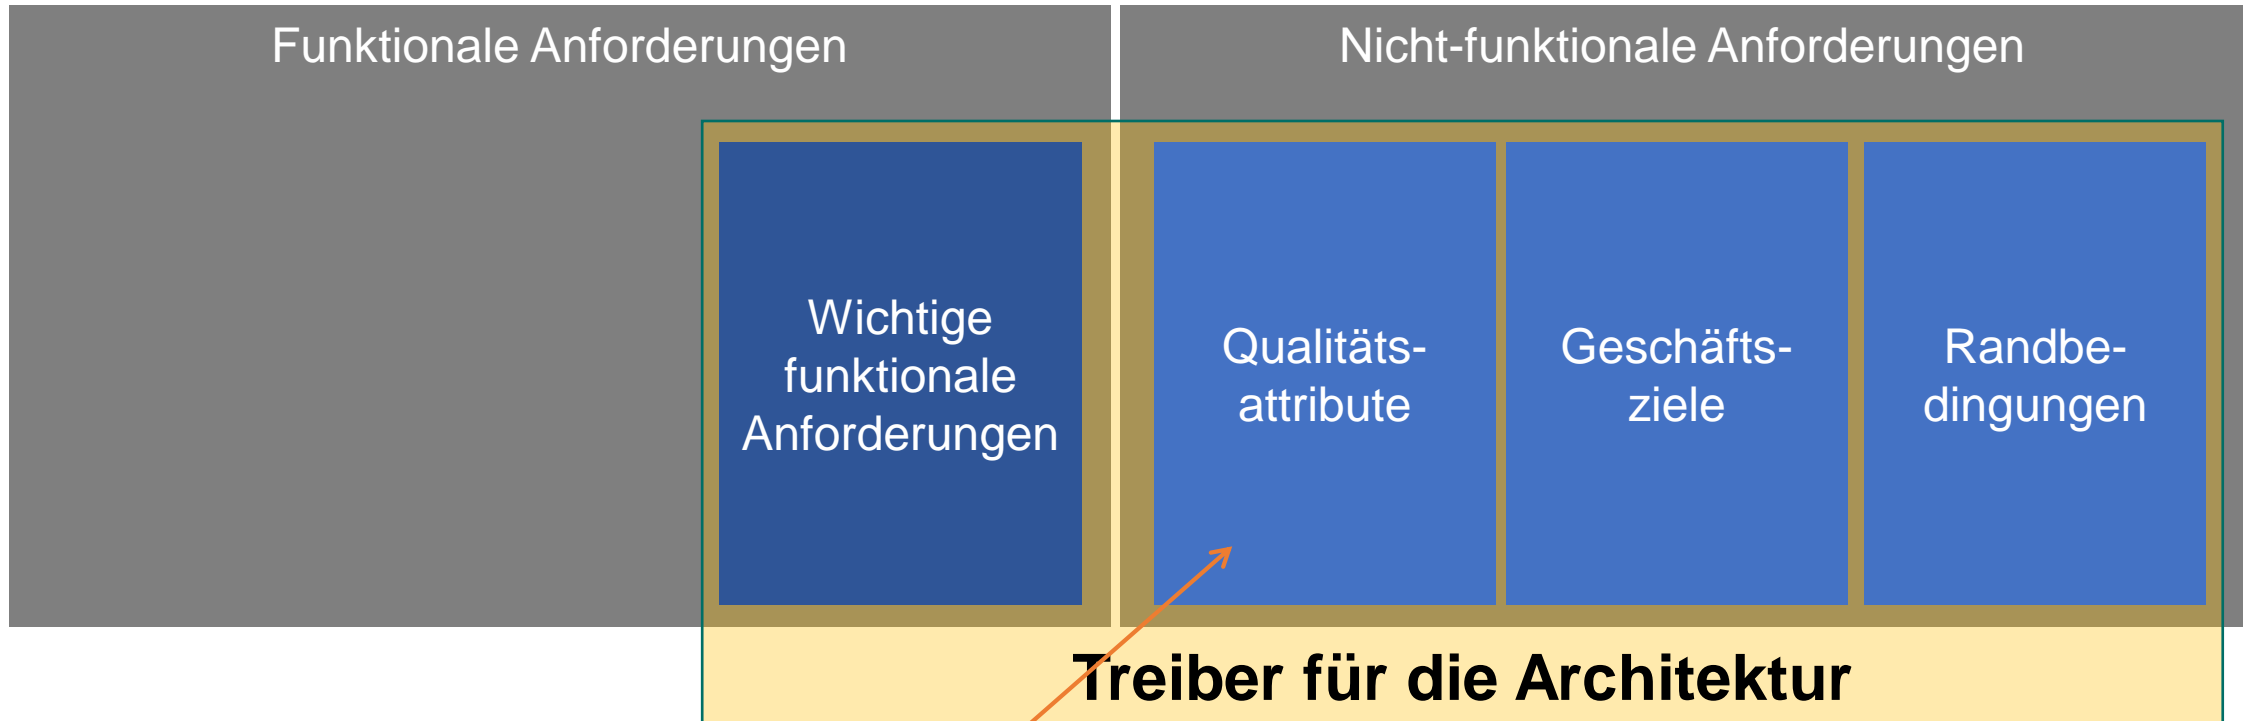 Funktionale Anforderungen
Nicht-funktionale Anforderungen
Wichtige
funktionale
Anforderungen
Qualitäts-
attribute
Geschäfts-
ziele
Randbe-
dingungen
Treiber für die Architektur